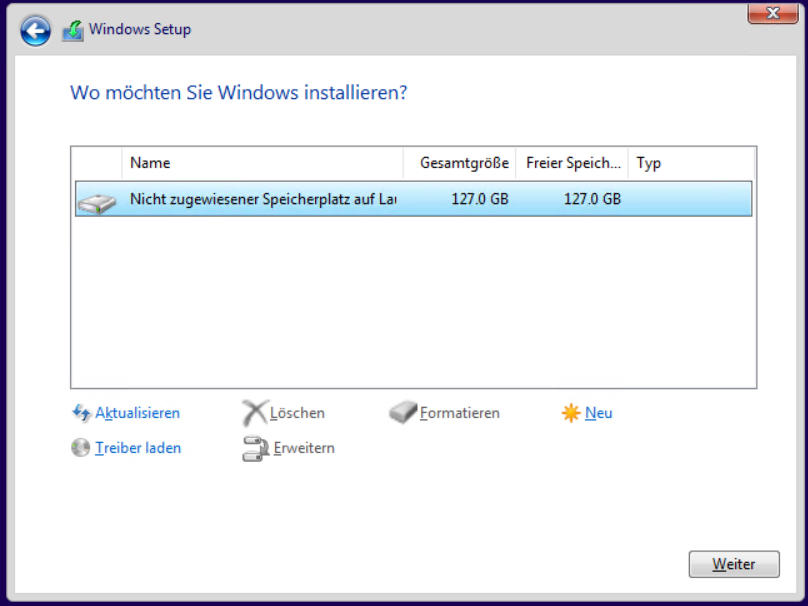 Windows Setup
Wo möchten Sie Windows installieren?
Name Gesamtgröße Freier Speich... Typ
Nicht zugewiesener Speicherplatz auf 127.0 GB 127.0 GB
Aktualisieren Löschen Formatieren Neu
Treiber laden Erweitern
Weiter